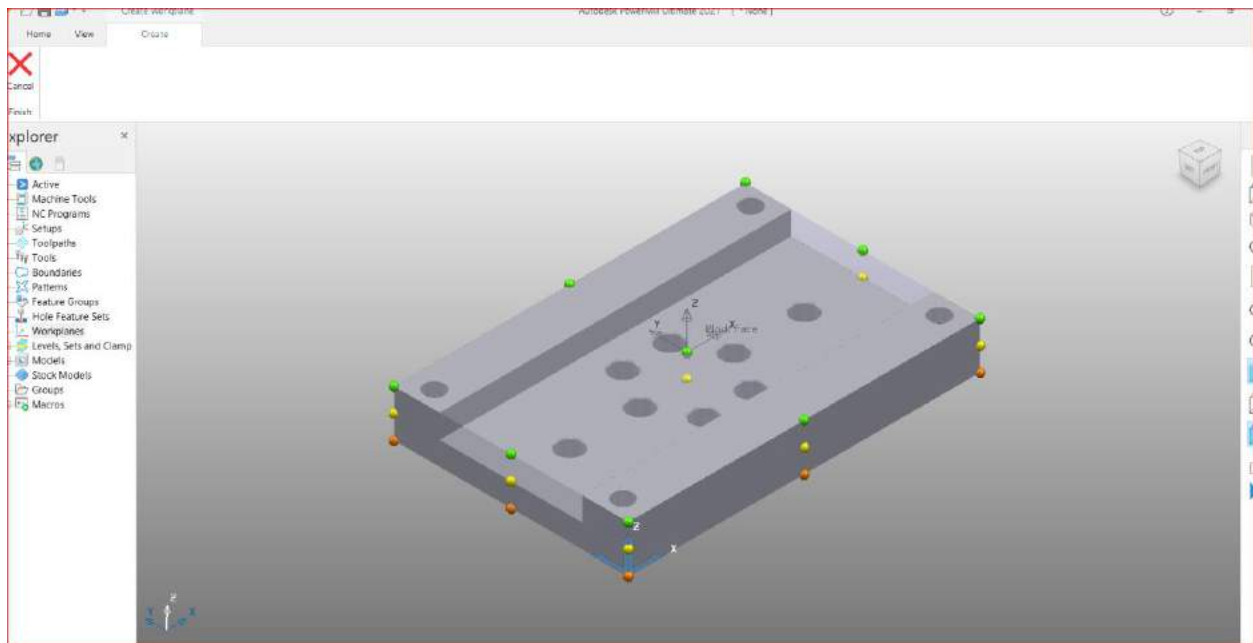 Create Workplane
Autodesk Powermill Ultimate 2021 [ *None ]
Home View Create
Cancel
Finish
xplorer ×
Active
Machine Tools
NC Programs
Setups
Toolpaths
Tools
Boundaries
Patterns
Feature Groups
Hole Feature Sets
Workplanes
Levels, Sets and Clamp
Models
Stock Models
Groups
Macros
Z
Y X
Z
X
Z
Y X